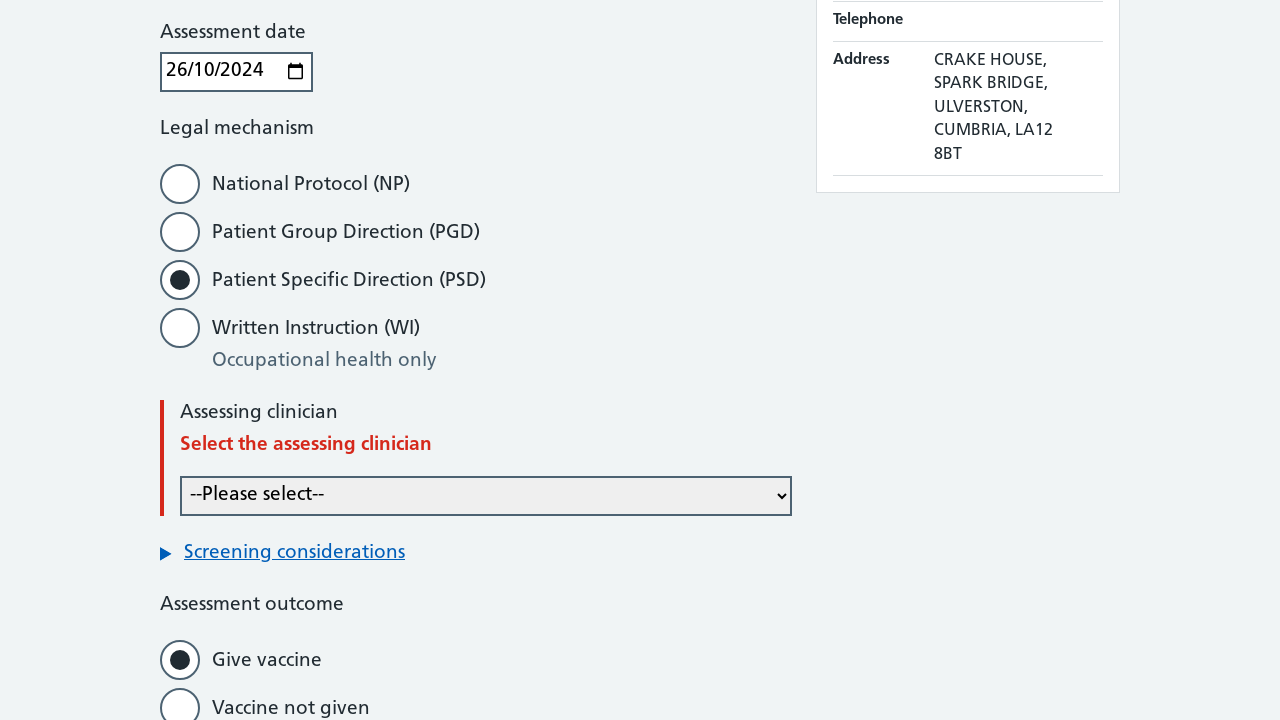 Assessment date
26/10/2024
Legal mechanism
National Protocol (NP)
Patient Group Direction (PGD)
Patient Specific Direction (PSD)
Written Instruction (WI)
Occupational health only
Assessing clinician
Select the assessing clinician
--Please select--
Screening considerations
Assessment outcome
Give vaccine
Vaccine not given
Telephone
Address
CRAKE HOUSE,
SPARK BRIDGE,
ULVERSTON,
CUMBRIA, LA12
8BT